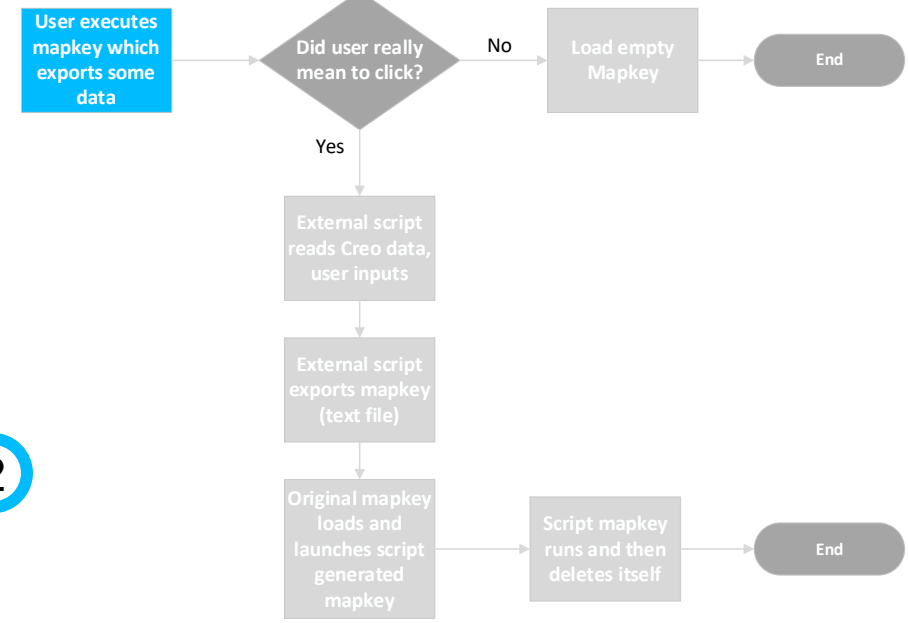 User executes
mapkey which
exports some
data
Did user really
mean to click?
No
Load empty
Mapkey
End
Yes
External script
reads Creo data,
user inputs
External script
exports mapkey
(text file)
2
Original mapkey
loads and
launches script
generated
mapkey
Script mapkey
runs and then
deletes itself
End